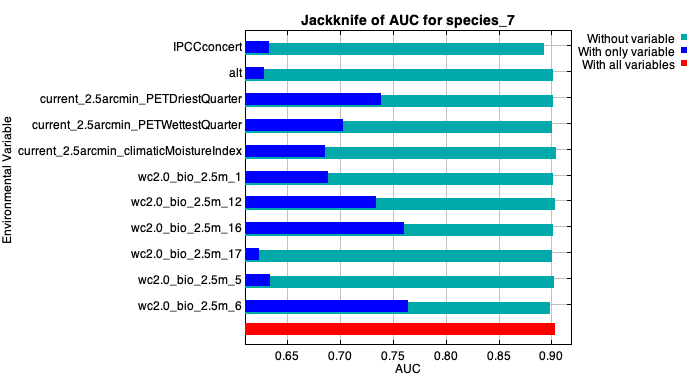 Jackknife of AUC for species_7
Without variable
With only variable
With all variables
Environmental Variable
IPCCconcert
alt
current_2.5arcmin_PETDriestQuarter
current_2.5arcmin_PETWettestQuarter
current_2.5arcmin_climaticMoistureIndex
wc2.0_bio_2.5m_1
wc2.0_bio_2.5m_12
wc2.0_bio_2.5m_16
wc2.0_bio_2.5m_17
wc2.0_bio_2.5m_5
wc2.0_bio_2.5m_6
0.65 0.70 0.75 0.80 0.85 0.90
AUC